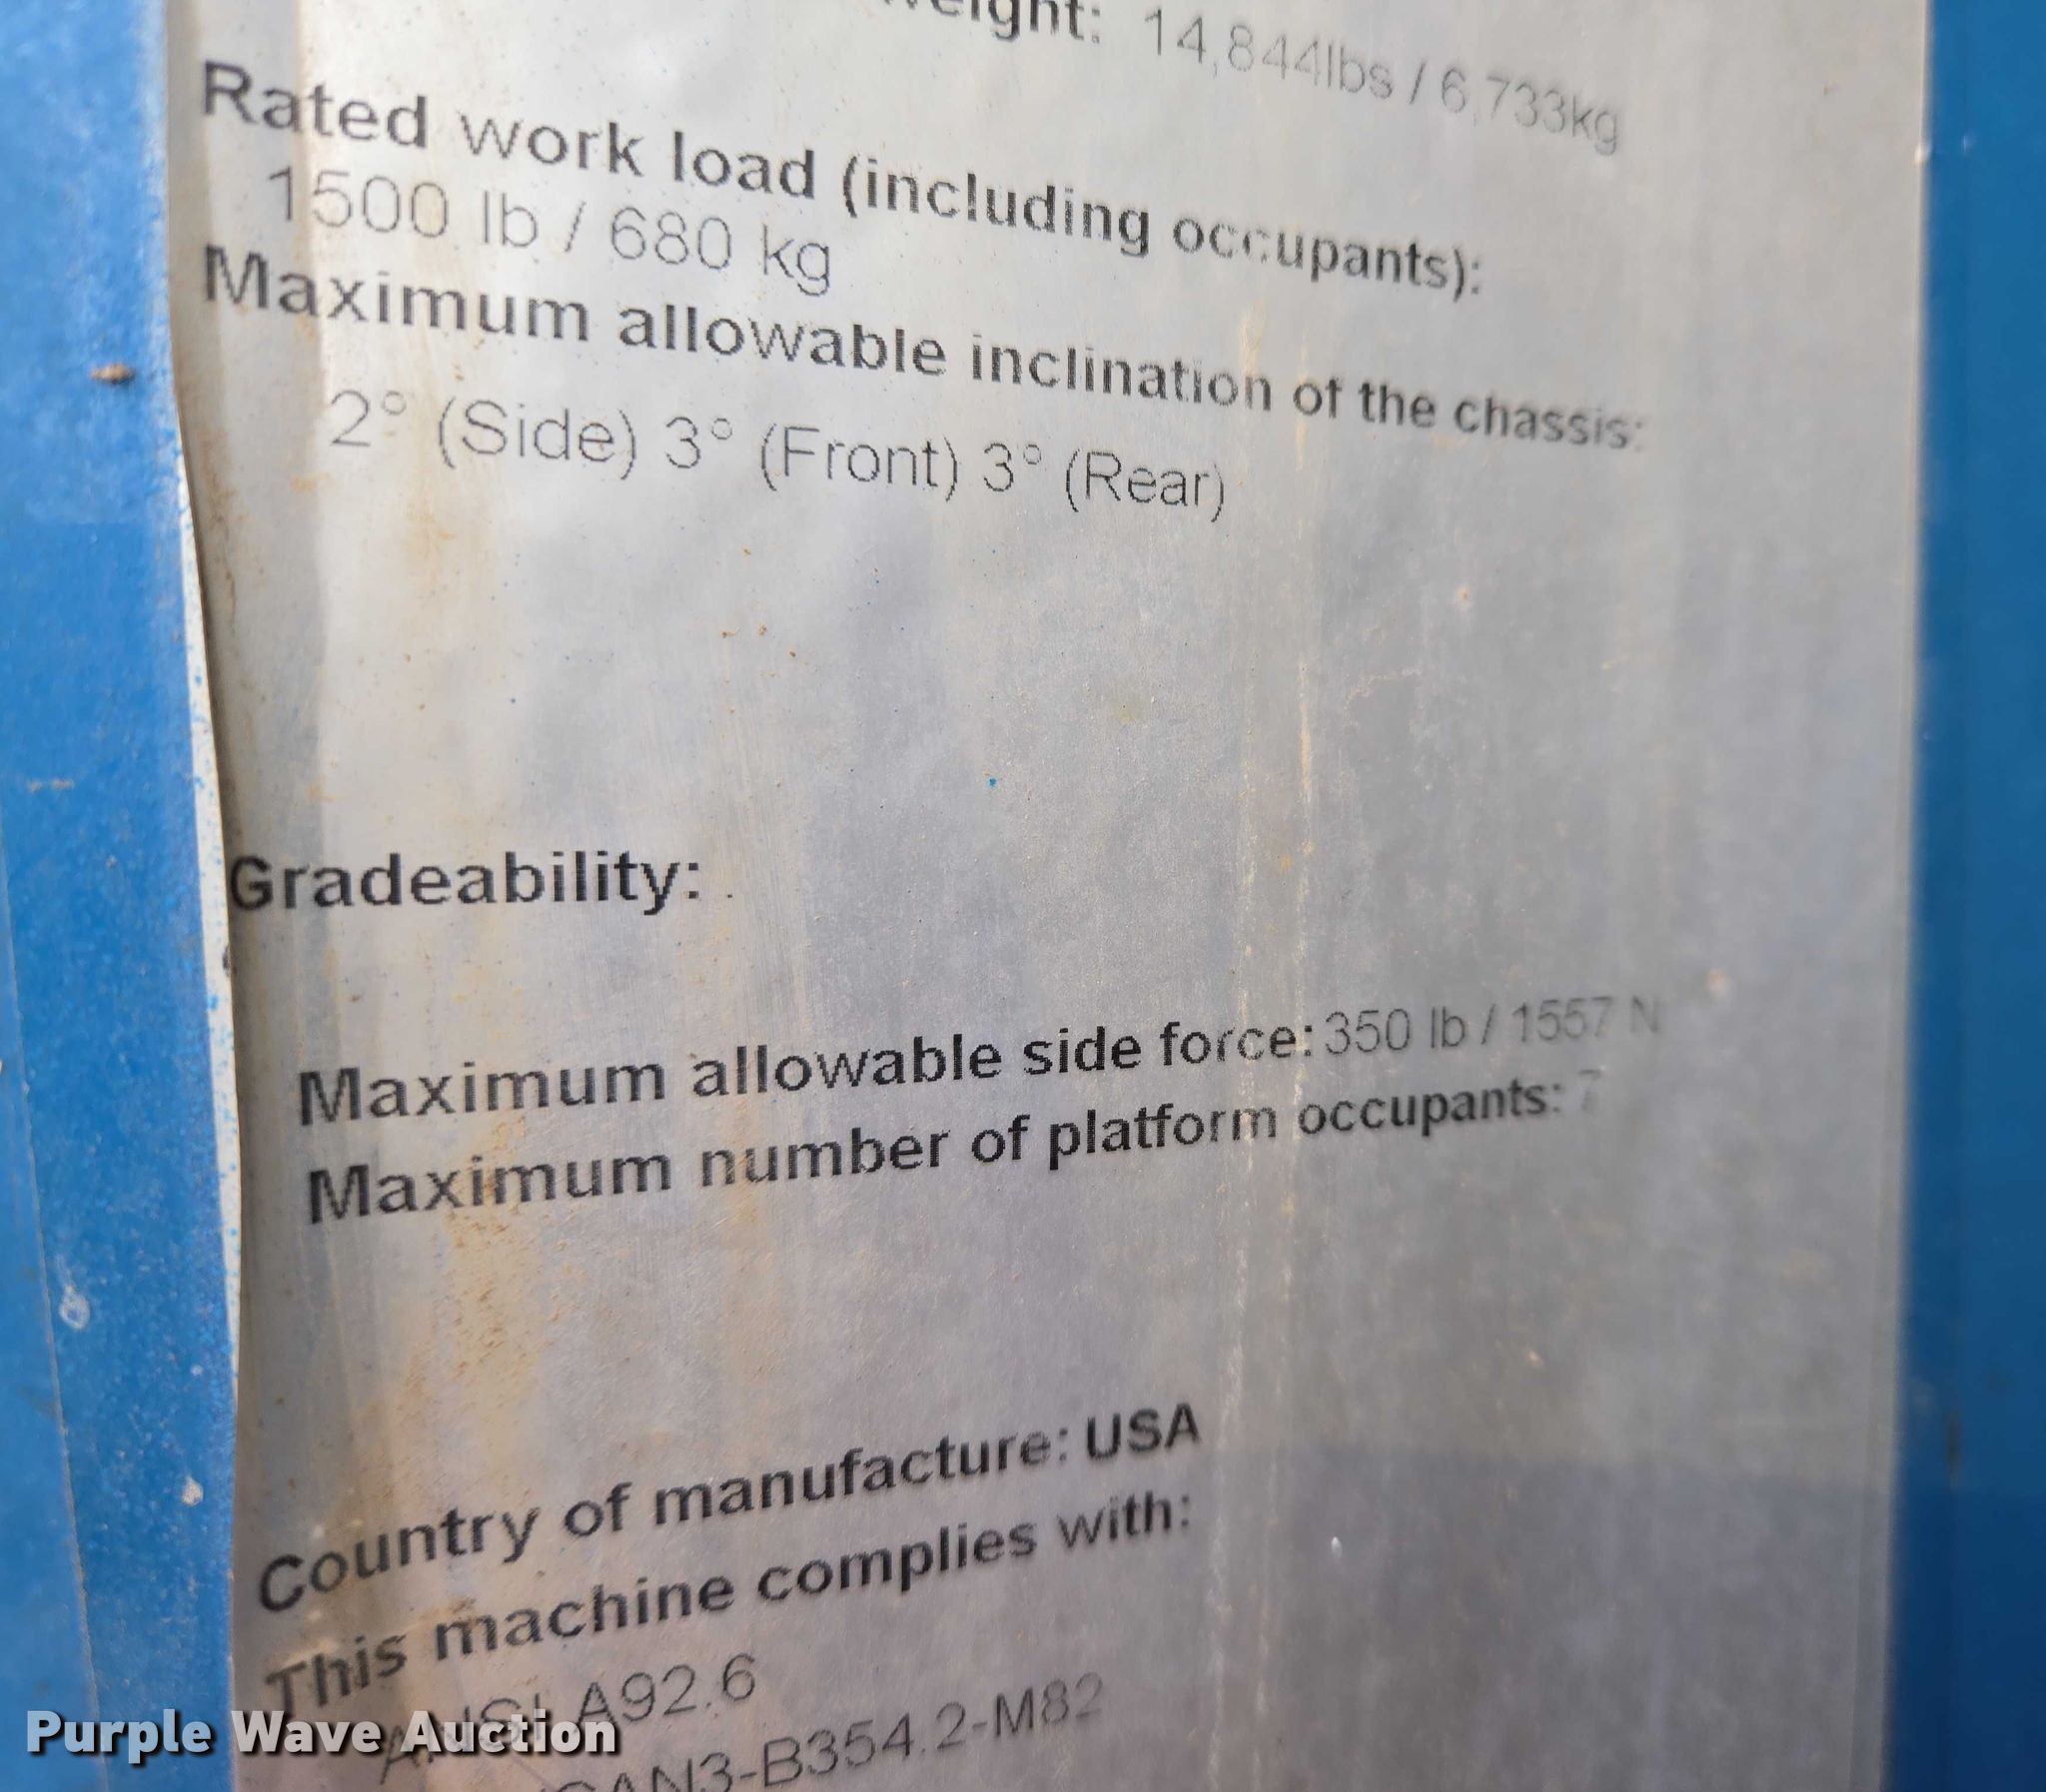 14,844lbs / 6,733kg
Rated work load (including occupants):
1500 lb / 680 kg
Maximum allowable inclination of the chassis:
2° (Side) 3° (Front) 3° (Rear)
Gradeability: .
Maximum allowable side force: 350 lb / 1557 N
Maximum number of platform occupants: 7
Country of manufacture: USA
This machine complies with:
ANSI A92.6
CAN3-B354.2-M82
Purple Wave Auction